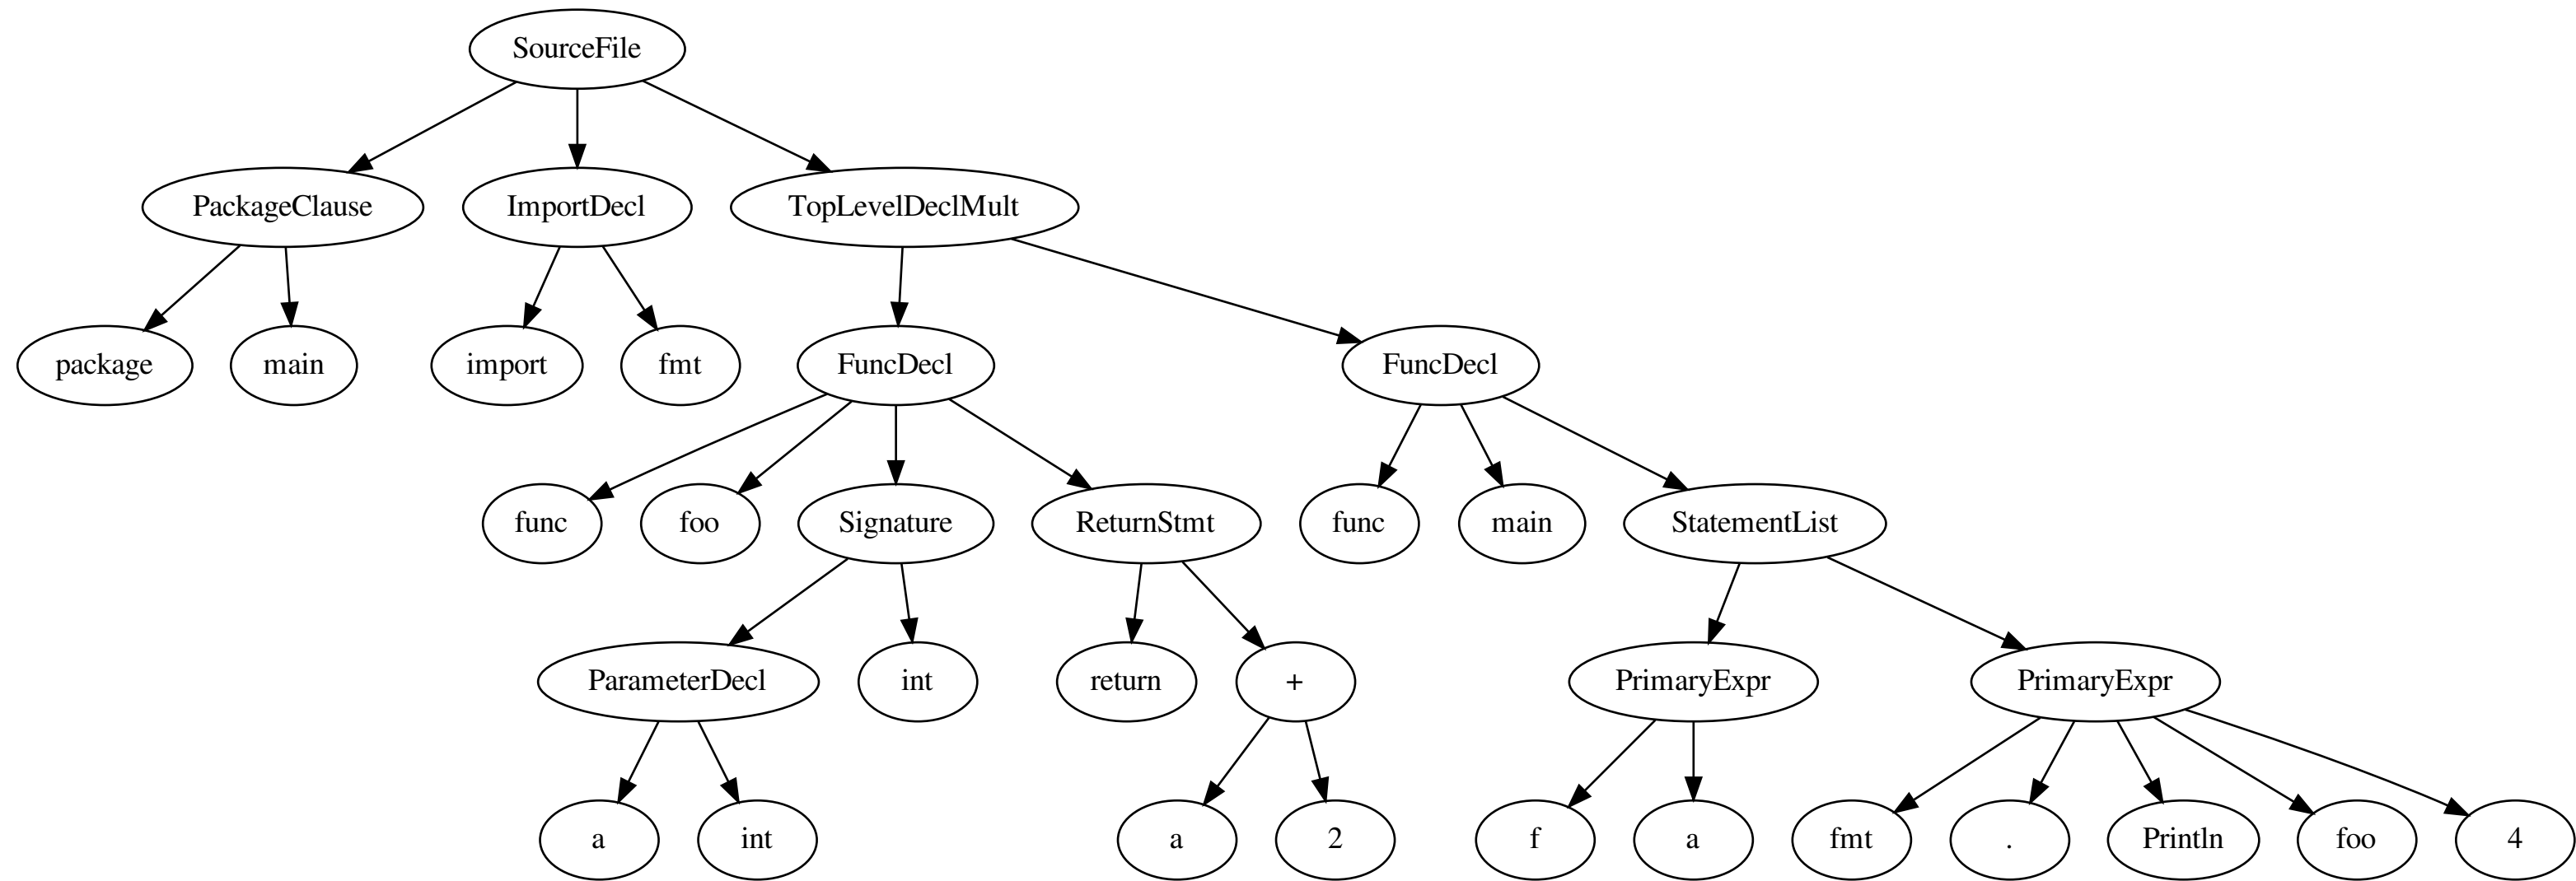 SourceFile
PackageClause
ImportDecl
TopLevelDeclMult
package
main
import
fmt
FuncDecl
FuncDecl
func
foo
Signature
ReturnStmt
func
main
StatementList
ParameterDecl
int
return
+
PrimaryExpr
PrimaryExpr
a
int
a
2
f
a
fmt
.
Println
foo
4